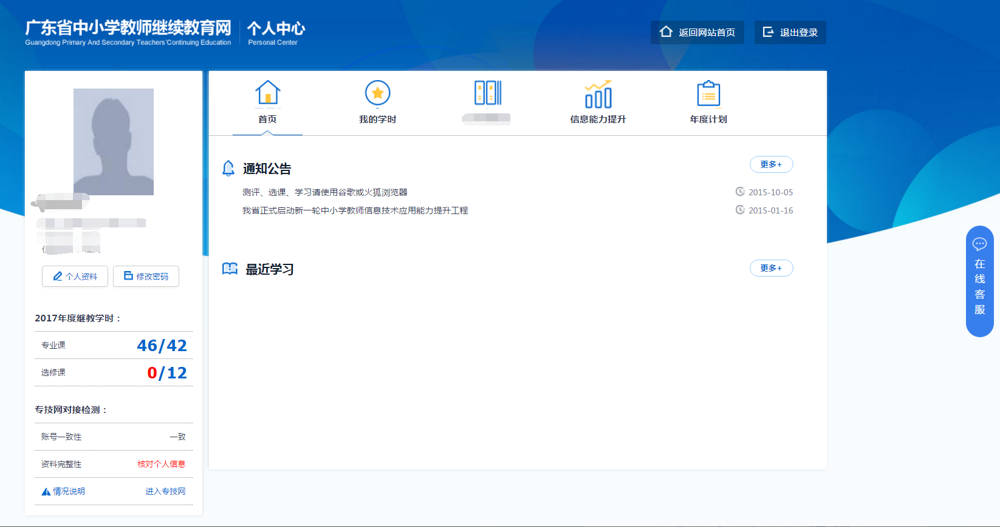 广东省中小学教师继续教育网
Guangdong Primary And Secondary Teachers'Continuing Education
个人中心
Personal Center
返回网站首页
退出登录
首页
我的学时
信息能力提升
年度计划
个人资料
修改密码
2017年度继教学时：
专业课 46/42
选修课 0/12
专技网对接检测：
账号一致性 一致
资料完整性 核对个人信息
情况说明 进入专技网
通知公告
更多+
测评、选课、学习请使用谷歌或火狐浏览器 2015-10-05
我省正式启动新一轮中小学教师信息技术应用能力提升工程 2015-01-16
最近学习
更多+
在线客服